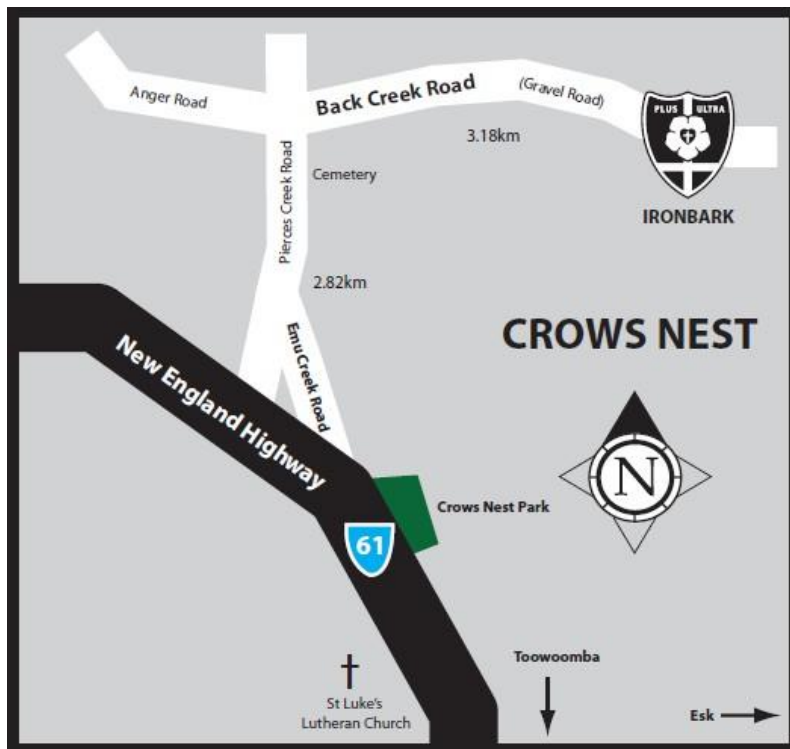 Anger Road
Back Creek Road
(Gravel Road)
PLUS ULTRA
3.18km
IRONBARK
Pierces Creek Road
Cemetery
2.82km
CROWS NEST
New England Highway
Emu Creek Road
N
Crows Nest Park
61
Toowoomba
St Luke's
Lutheran Church
Esk